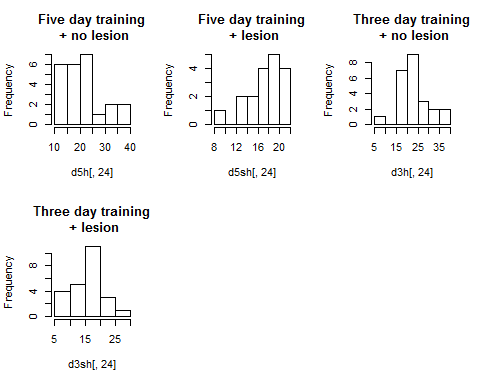 Five day training
+ no lesion
Frequency
0 2 4 6
10 20 30 40
d5h[, 24]
Five day training
+ lesion
Frequency
0 2 4
8 12 16 20
d5sh[, 24]
Three day training
+ no lesion
Frequency
0 2 4 6 8
5 15 25 35
d3h[, 24]
Three day training
+ lesion
Frequency
0 4 8
5 15 25
d3sh[, 24]